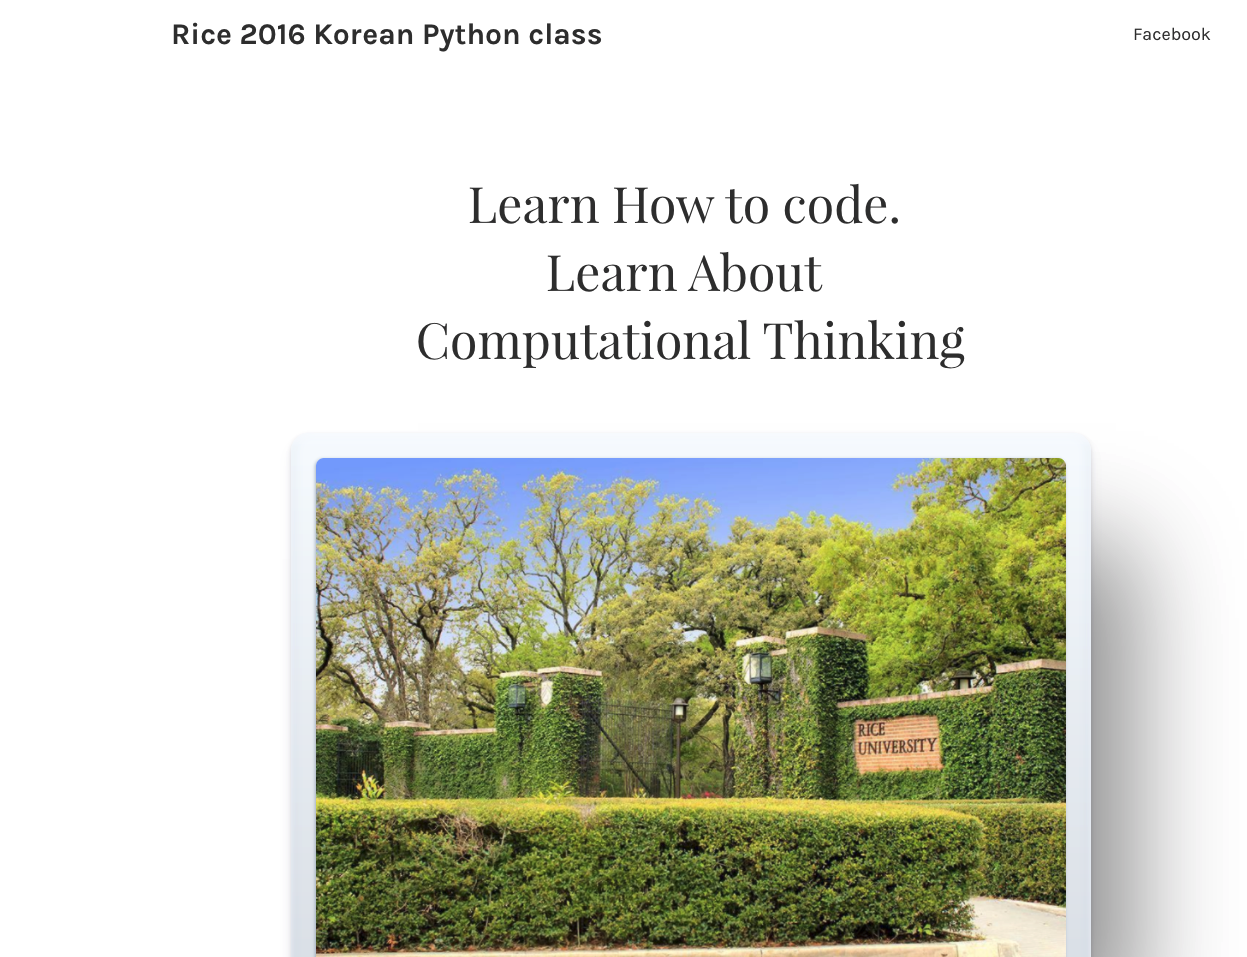 Rice 2016 Korean Python class
Facebook
Learn How to code.
Learn About
Computational Thinking
RICE
UNIVERSITY